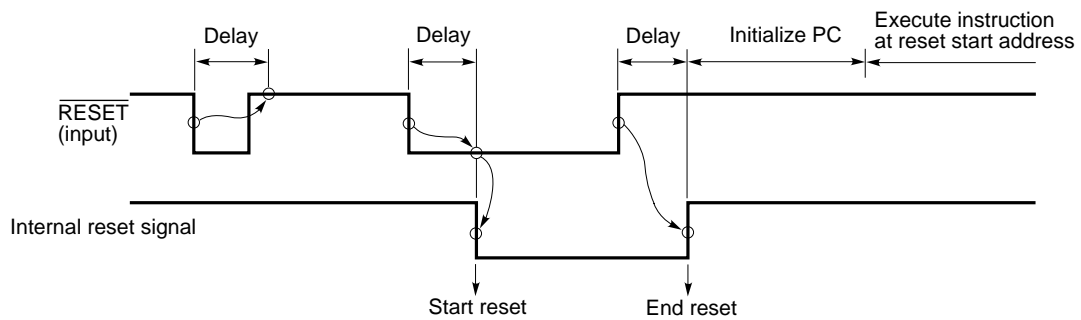 Delay
Delay
Delay
Initialize PC
Execute instruction
at reset start address
RESET
(input)
Internal reset signal
Start reset
End reset